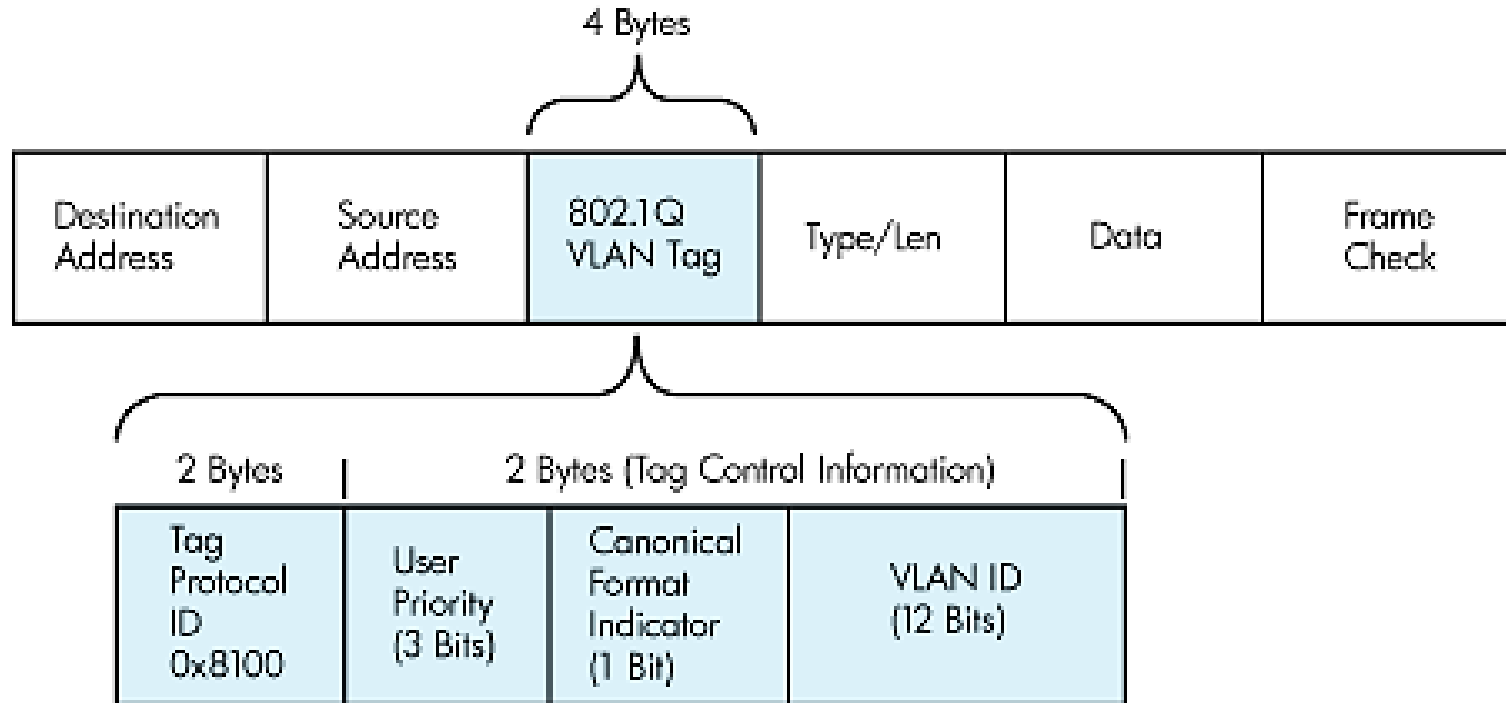 4 Bytes
Destination
Address
Source
Address
802.1Q
VLAN Tag
Type/Len
Data
Frame
Check
2 Bytes
2 Bytes (Tag Control Information)
Tag
Protocol
ID
0x8100
User
Priority
(3 Bits)
Canonical
Format
Indicator
(1 Bit)
VLAN ID
(12 Bits)